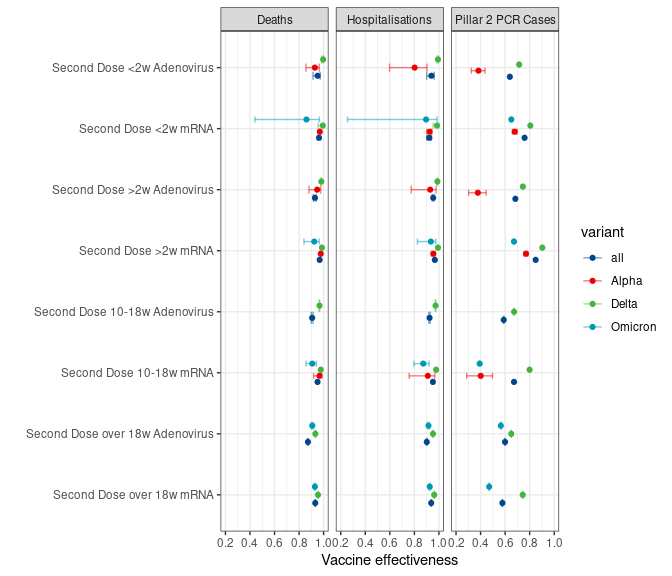 Deaths
Hospitalisations
Pillar 2 PCR Cases
Second Dose <2w Adenovirus
Second Dose <2w mRNA
Second Dose >2w Adenovirus
Second Dose >2w mRNA
Second Dose 10-18w Adenovirus
Second Dose 10-18w mRNA
Second Dose over 18w Adenovirus
Second Dose over 18w mRNA
0.2 0.4 0.6 0.8 1.0
0.2 0.4 0.6 0.8 1.0
0.2 0.4 0.6 0.8 1.0
Vaccine effectiveness
variant
all
Alpha
Delta
Omicron